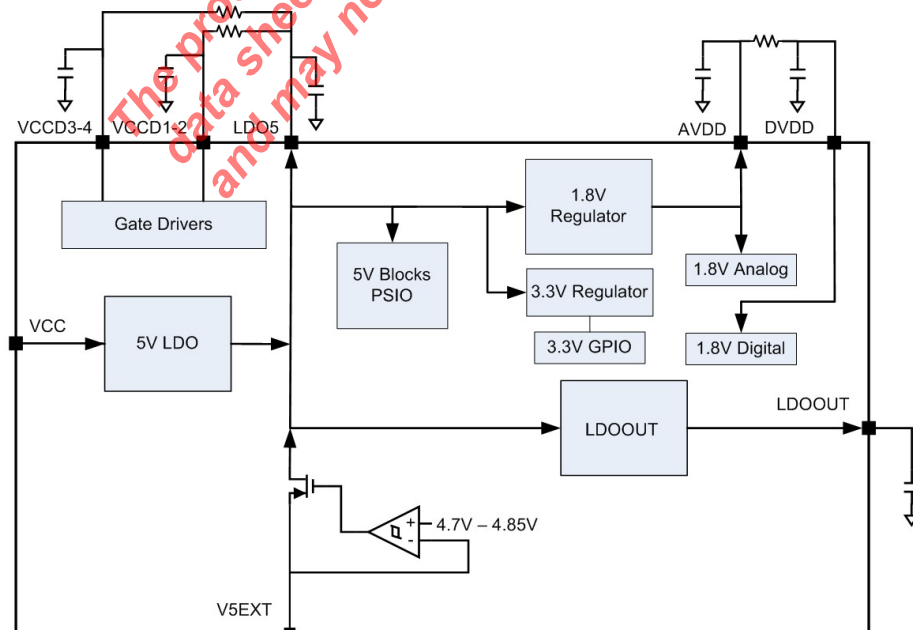 The pro
data shee
and may no
VCCD3-4
VCCD1-2
LDO5
AVDD
DVDD
Gate Drivers
1.8V
Regulator
5V Blocks
PSIO
3.3V Regulator
1.8V Analog
VCC
5V LDO
3.3V GPIO
1.8V Digital
LDOOUT
LDOOUT
+
4.7V – 4.85V
-
V5EXT